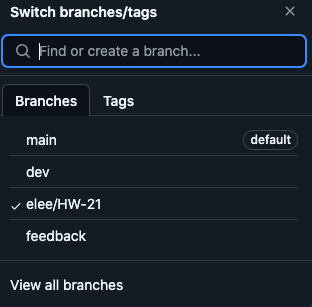 Switch branches/tags
Find or create a branch...
Branches Tags
main default
dev
elee/HW-21
feedback
View all branches